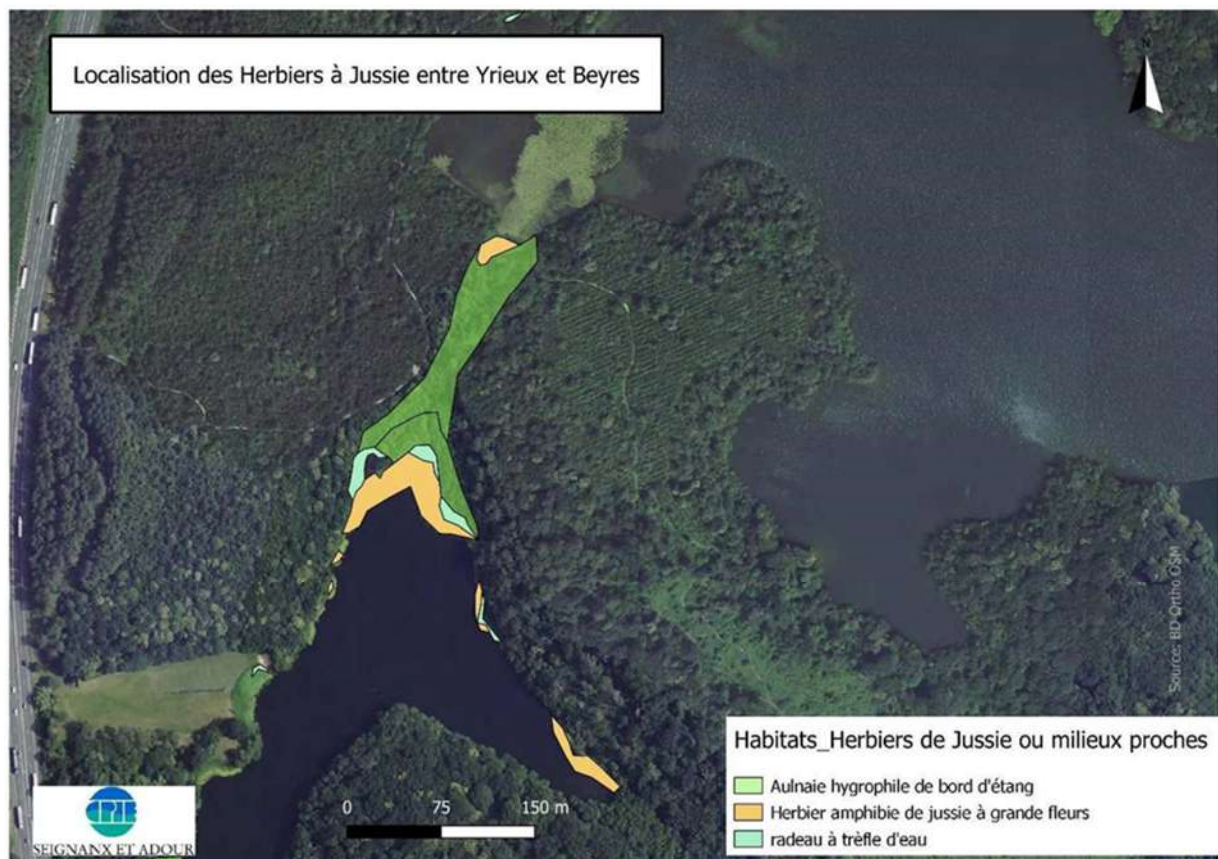 Localisation des Herbiers à Jussie entre Yrieux et Beyres
N
Source: BD Ortho OSM
Habitats_Herbiers de Jussie ou milieux proches
Aulnaie hygrophile de bord d'étang
Herbier amphibie de jussie à grande fleurs
radeau à trèfle d'eau
0 75 150 m
CPIE
SEIGNANX ET ADOUR